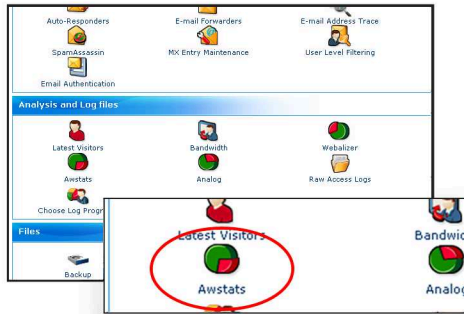 Auto-Responders E-mail Forwarders E-mail Address Trace
SpamAssassin MX Entry Maintenance User Level Filtering
Email Authentication
Analysis and Log files
Latest Visitors Bandwidth Webalizer
Awstats Analog Raw Access Logs
Choose Log Progr
Files
Backup
Latest Visitors Bandwid
Awstats Analog